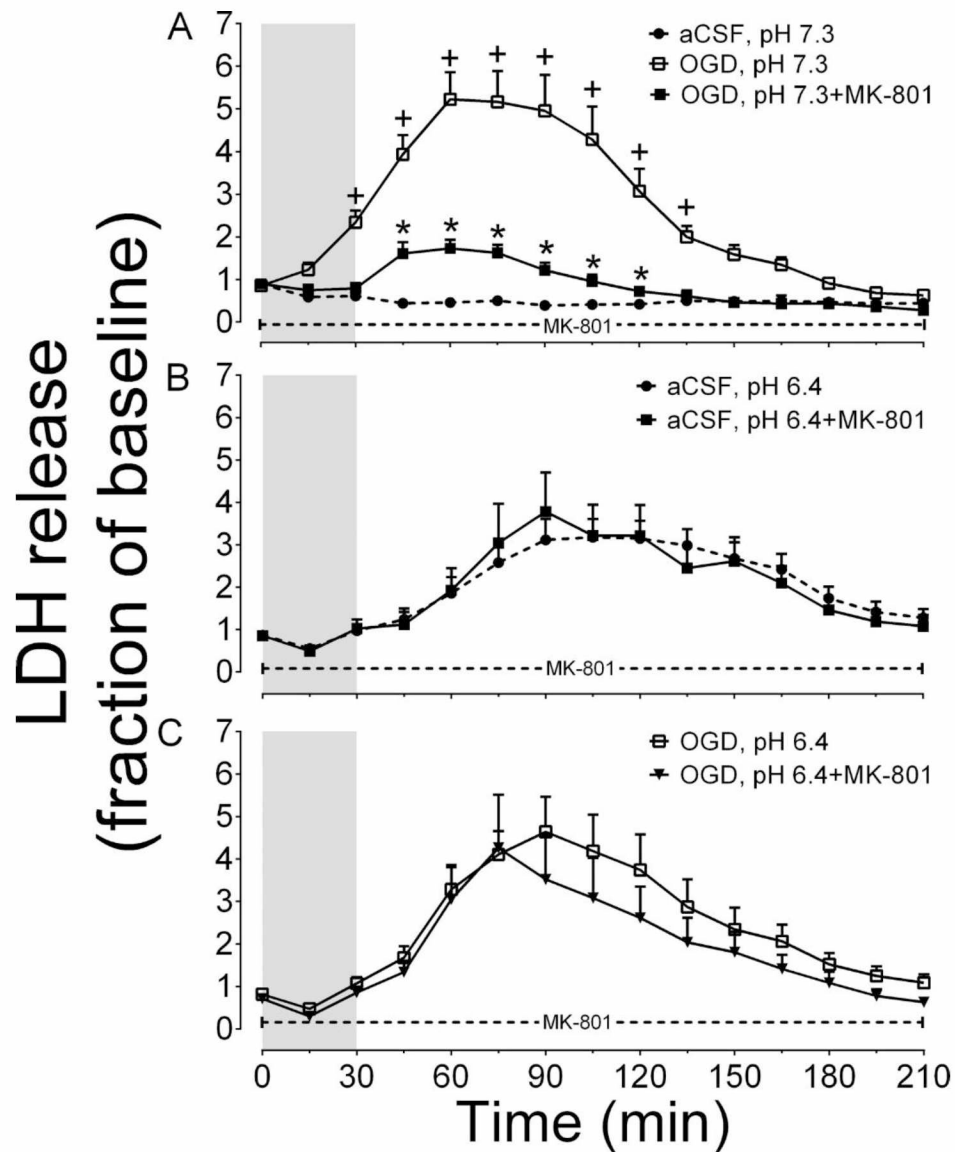 LDH release
(fraction of baseline)
A
7
6
5
4
3
2
1
0
aCSF, pH 7.3
OGD, pH 7.3
OGD, pH 7.3+MK-801
+ + + + + + + + +
* * * * * *
MK-801
B
7
6
5
4
3
2
1
0
aCSF, pH 6.4
aCSF, pH 6.4+MK-801
MK-801
C
7
6
5
4
3
2
1
0
OGD, pH 6.4
OGD, pH 6.4+MK-801
MK-801
0 30 60 90 120 150 180 210
Time (min)